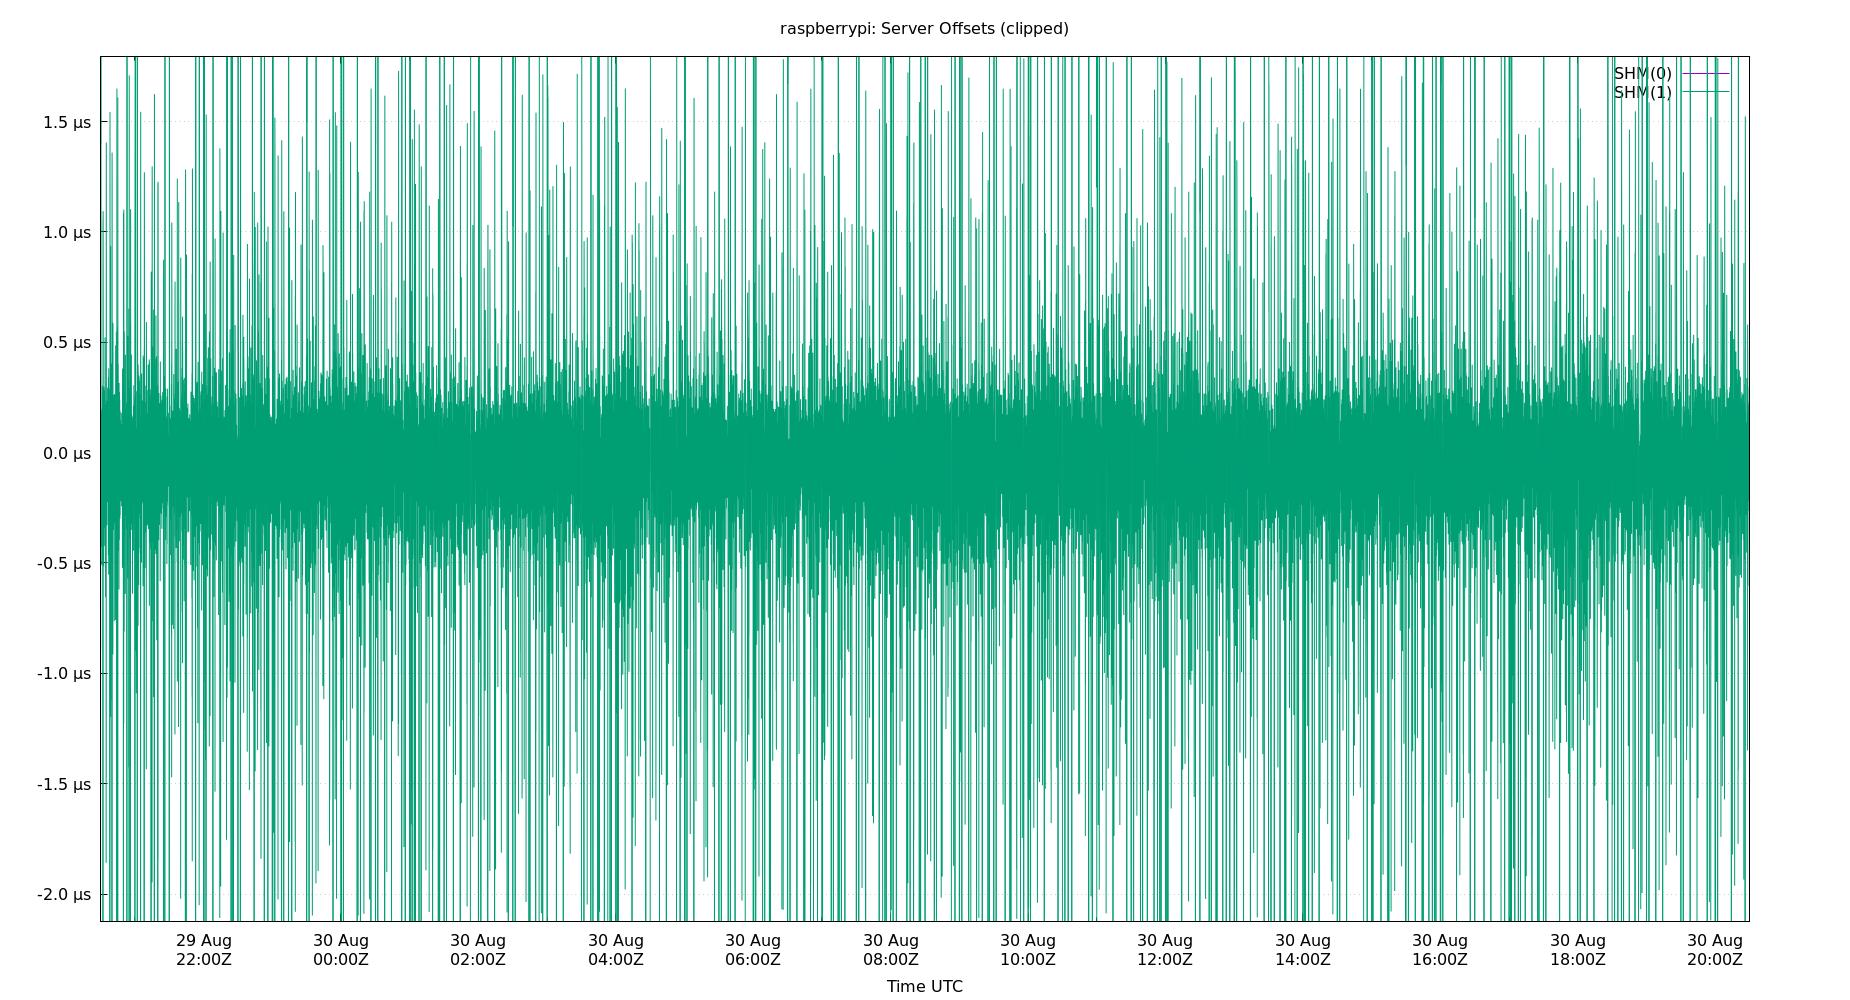 raspberrypi: Server Offsets (clipped)
SHM(0)
SHM(1)
1.5 µs
1.0 µs
0.5 µs
0.0 µs
-0.5 µs
-1.0 µs
-1.5 µs
-2.0 µs
29 Aug 30 Aug 30 Aug 30 Aug 30 Aug 30 Aug 30 Aug 30 Aug 30 Aug 30 Aug 30 Aug 30 Aug
22:00Z 00:00Z 02:00Z 04:00Z 06:00Z 08:00Z 10:00Z 12:00Z 14:00Z 16:00Z 18:00Z 20:00Z
Time UTC